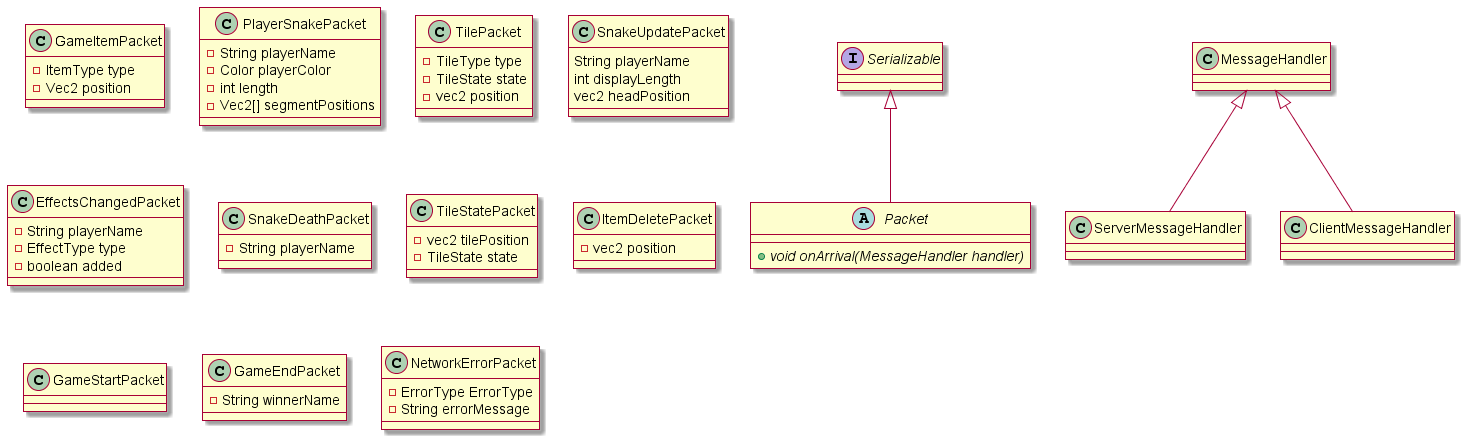 C GameItemPacket
ItemType type
Vec2 position
C PlayerSnakePacket
String playerName
Color playerColor
int length
Vec2[] segmentPositions
C TilePacket
TileType type
TileState state
vec2 position
C SnakeUpdatePacket
String playerName
int displayLength
vec2 headPosition
I Serializable
C MessageHandler
C EffectsChangedPacket
String playerName
EffectType type
boolean added
C SnakeDeathPacket
String playerName
C TileStatePacket
vec2 tilePosition
TileState state
C ItemDeletePacket
vec2 position
A Packet
void onArrival(MessageHandler handler)
C ServerMessageHandler
C ClientMessageHandler
C GameStartPacket
C GameEndPacket
String winnerName
C NetworkErrorPacket
ErrorType ErrorType
String errorMessage